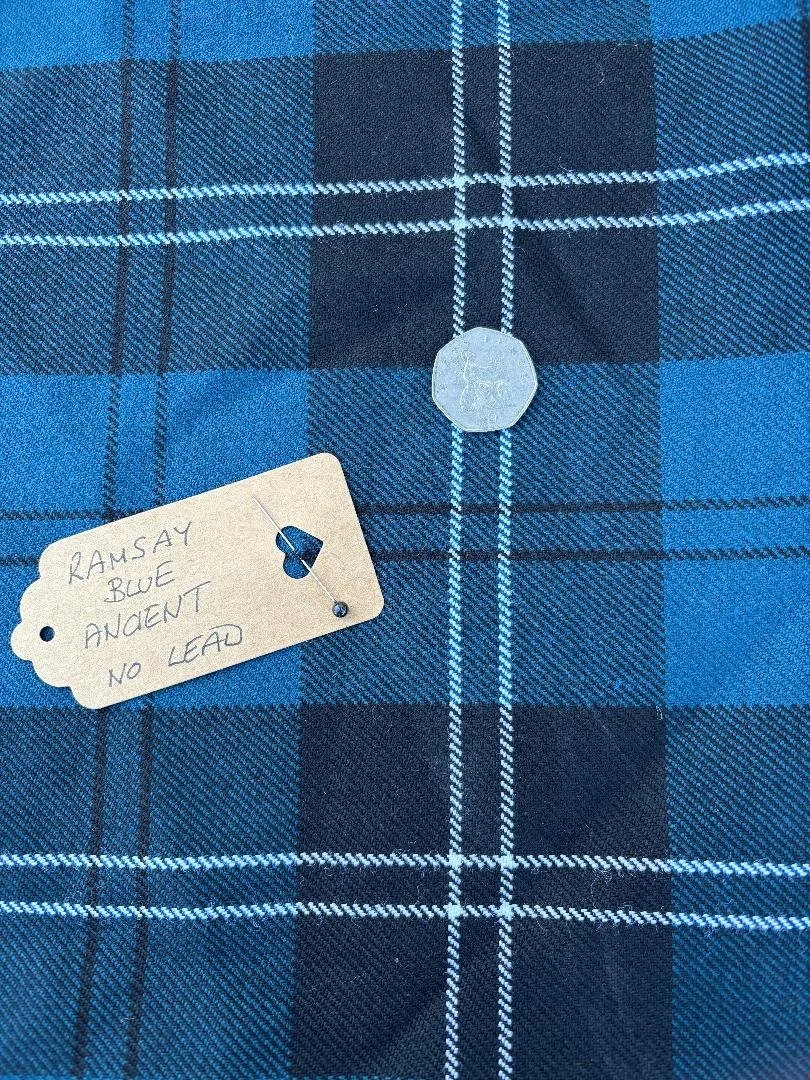 RAMSAY
BLUE
ANCIENT
NO LEAD